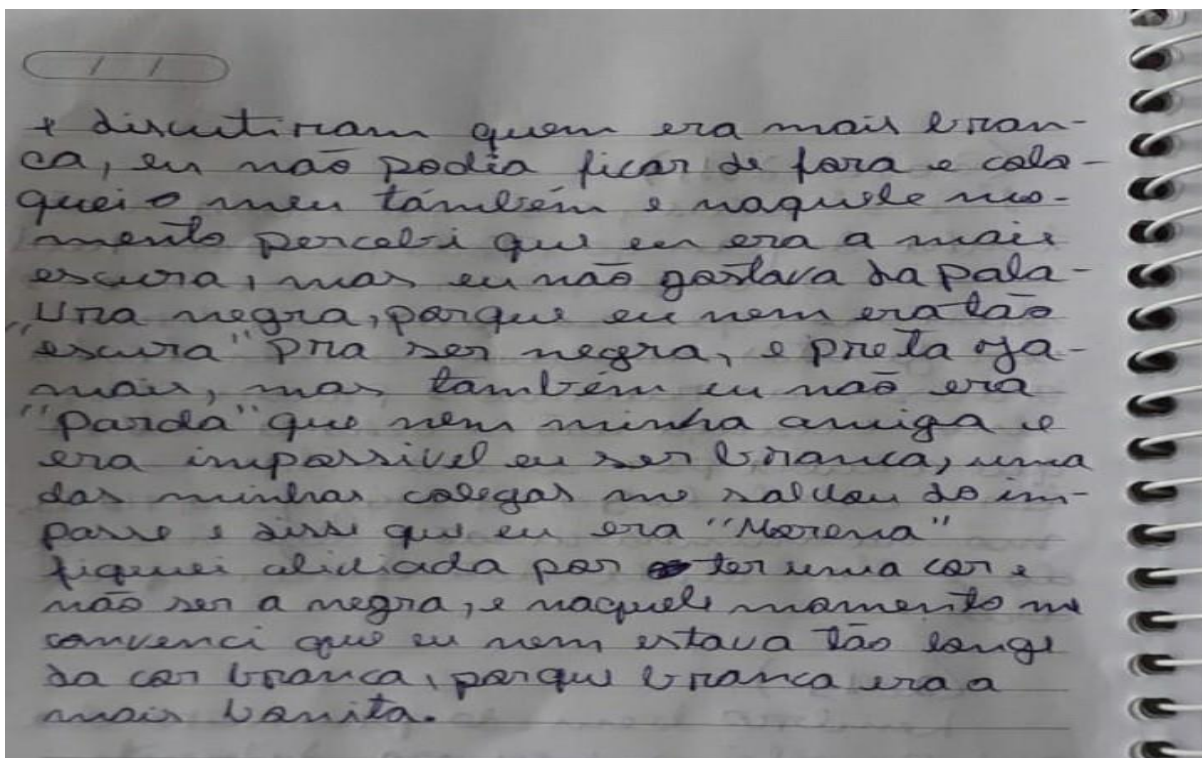 / /
e discutiram quem era mais bran-
ca, eu não podia ficar de fora e colo-
quei o meu também e naquele mo-
mento percebi que eu era a mais
escura, mas eu não gostava da pala-
vra negra, porque eu nem era tão
"escura" pra ser negra, e preta ja-
mais, mas também eu não era
"parda" que nem minha amiga e
era impossivel eu ser branca, uma
das minhas colegas me salvou do im-
passe e disse que eu era "Morena"
fiquei aliviada por ter uma cor e
não ser a negra, e naquele momento me
convenci que eu nem estava tão longe
da cor branca, porque branca era a
mais bonita.